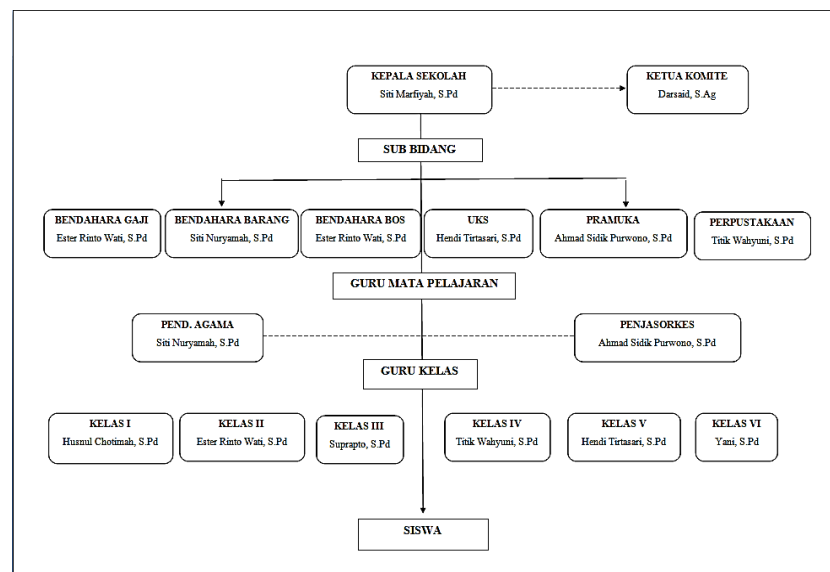 KEPALA SEKOLAH
Siti Marfiyah, S.Pd
KETUA KOMITE
Darsaid, S.Ag
SUB BIDANG
BENDAHARA GAJI
Ester Rinto Wati, S.Pd
BENDAHARA BARANG
Siti Nuryamah, S.Pd
BENDAHARA BOS
Ester Rinto Wati, S.Pd
UKS
Hendi Tirtasari, S.Pd
PRAMUKA
Ahmad Sidik Purwono, S.Pd
PERPUSTAKAAN
Titik Wahyuni, S.Pd
GURU MATA PELAJARAN
PEND. AGAMA
Siti Nuryamah, S.Pd
PENJASORKES
Ahmad Sidik Purwono, S.Pd
GURU KELAS
KELAS I
Husnul Chotimah, S.Pd
KELAS II
Ester Rinto Wati, S.Pd
KELAS III
Suprapto, S.Pd
KELAS IV
Titik Wahyuni, S.Pd
KELAS V
Hendi Tirtasari, S.Pd
KELAS VI
Yani, S.Pd
SISWA